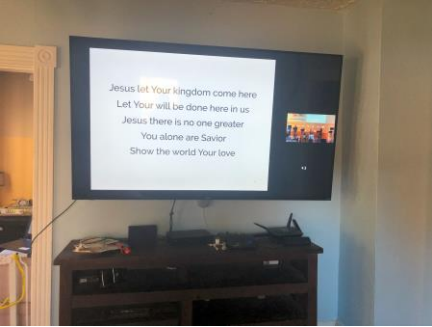 Jesus let Your kingdom come here
Let Your will be done here in us
Jesus there is no one greater
You alone are Savior
Show the world Your love